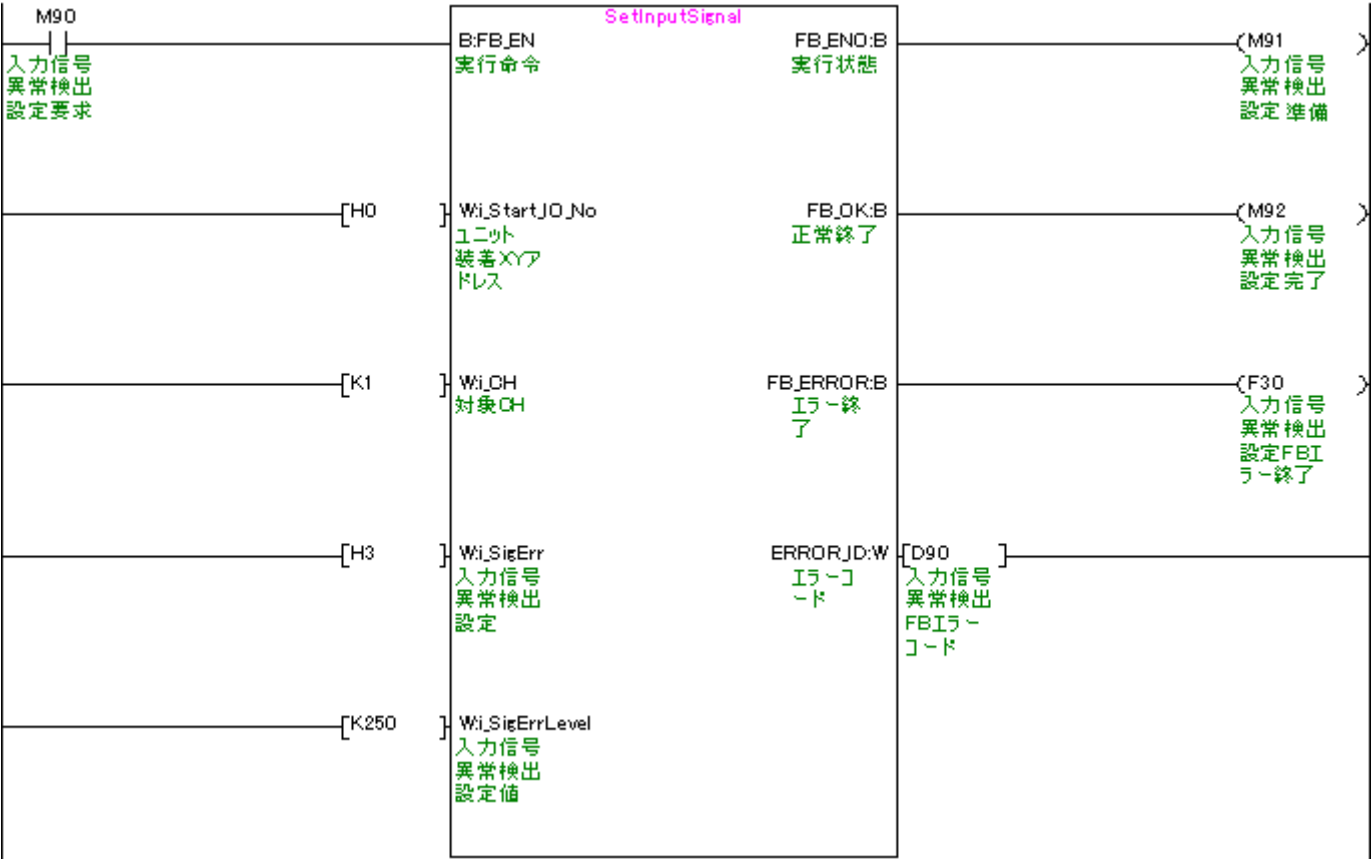 SetInputSignal
M90
入力信号
異常検出
設定要求
B:FB_EN
実行命令
FB_ENO:B
実行状態
(M91 )
入力信号
異常検出
設定 準備
[H0 ]
W:i_Start_IO_No
ユニット
装着XYア
ドレス
FB_OK:B
正常終了
(M92 )
入力信号
異常検出
設定完了
[K1 ]
W:i_CH
対象CH
FB_ERROR:B
エラー終
了
(F30 )
入力信号
異常検出
設定FBエ
ラー終了
[H3 ]
W:i_SigErr
入力信号
異常検出
設定
ERROR_ID:W
エラーコ
ード
[D90 ]
入力信号
異常検出
FBエラー
コード
[K250 ]
W:i_SigErrLevel
入力信号
異常検出
設定値